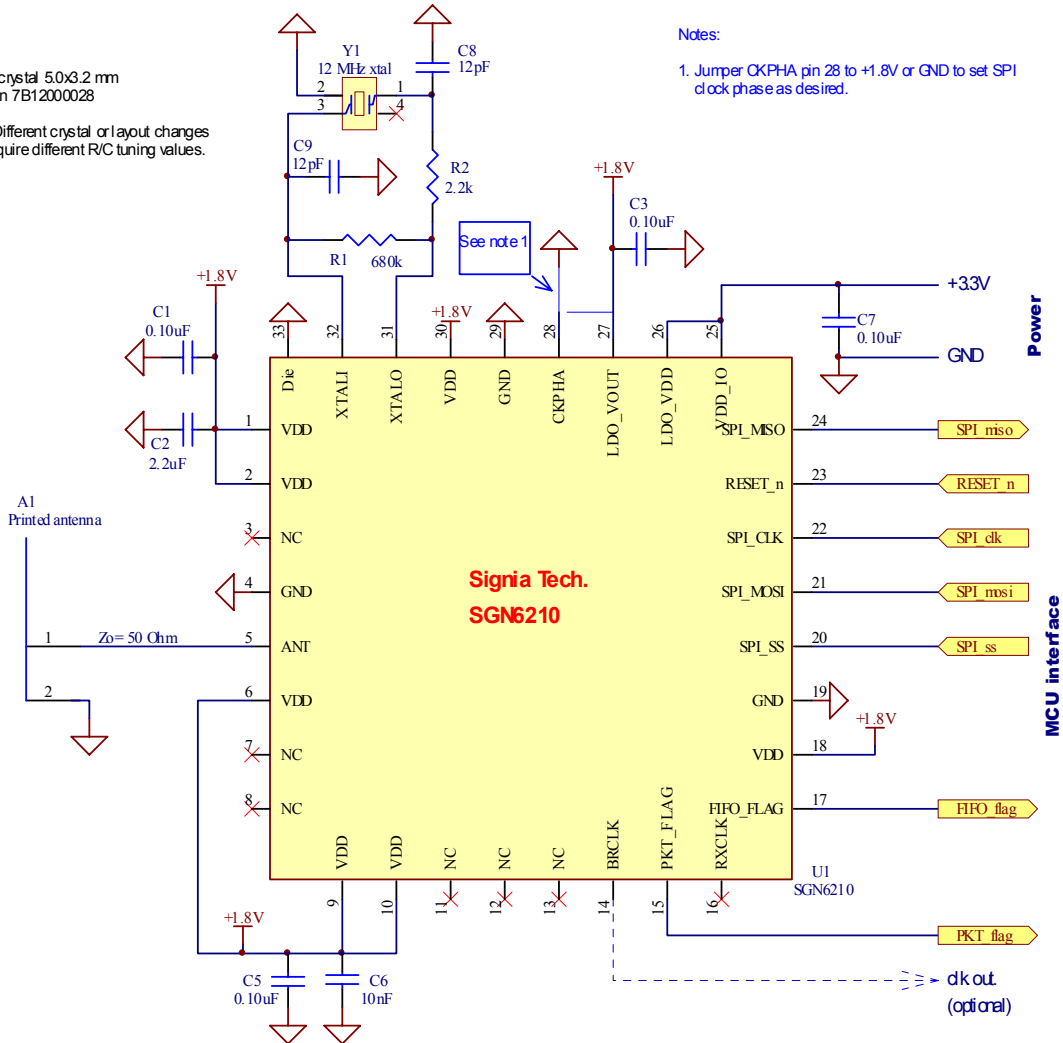 crystal 5.0x3.2 mm
n 7B12000028
Different crystal or layout changes
quire different R/C tuning values.
Notes:
1. Jumper CKPHA pin 28 to +1.8V or GND to set SPI
clock phase as desired.
Y1
12 MHz xtal
2
1
3
4
C8
12pF
C9
12pF
R2
2.2k
R1
680k
See note 1
+1.8V
C3
0.10uF
+3.3V
C7
0.10uF
GND
Power
+1.8V
C1
0.10uF
C2
2.2uF
+1.8V
33
32
31
30
29
28
27
26
25
Die
XTALI
XTALO
VDD
GND
CKPHA
LDO_VOUT
LDO_VDD
VDD_IO
1
VDD
2
VDD
3
NC
4
GND
5
ANT
6
VDD
7
NC
8
NC
A1
Printed antenna
1
Zo= 50 Ohm
2
Signia Tech.
SGN6210
SPI_MISO
24
SPI_miso
RESET_n
23
RESET_n
SPI_CLK
22
SPI_clk
SPI_MOSI
21
SPI_mosi
SPI_SS
20
SPI_ss
GND
19
+1.8V
VDD
18
FIFO_FLAG
17
FIFO_flag
MCU interface
VDD
VDD
NC
NC
NC
BRCLK
PKT_FLAG
RXCLK
9
10
11
12
13
14
15
16
U1
SGN6210
+1.8V
C5
0.10uF
C6
10nF
PKT_flag
clk out.
(optional)